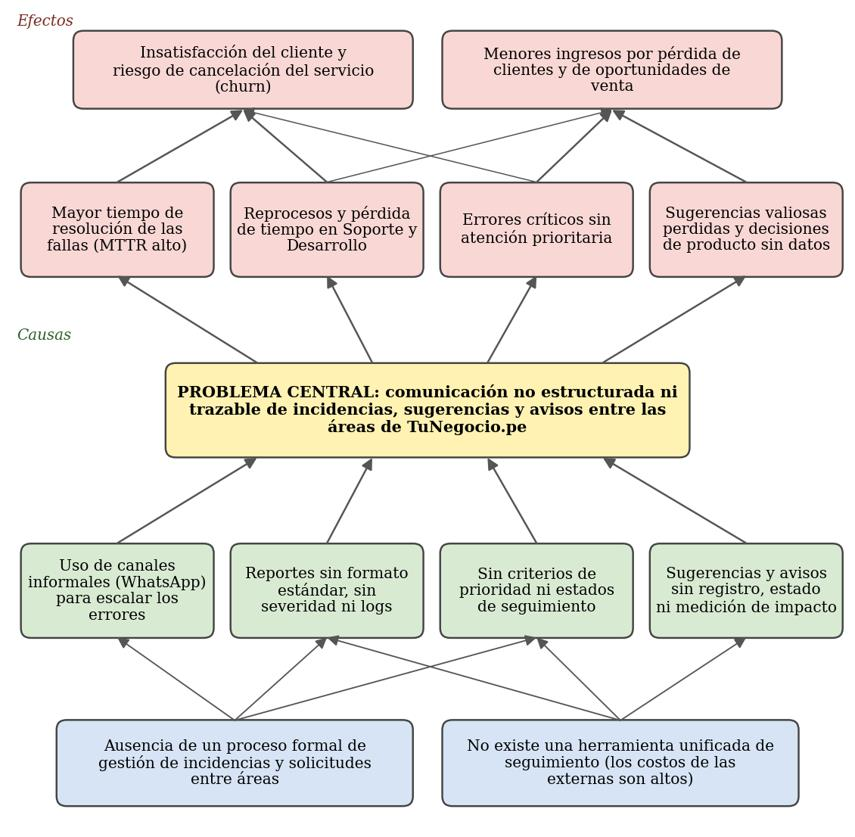 Efectos
Insatisfacción del cliente y
riesgo de cancelación del servicio
(churn)
Menores ingresos por pérdida de
clientes y de oportunidades de
venta
Mayor tiempo de
resolución de las
fallas (MTTR alto)
Reprocesos y pérdida
de tiempo en Soporte y
Desarrollo
Errores críticos sin
atención prioritaria
Sugerencias valiosas
perdidas y decisiones
de producto sin datos
Causas
PROBLEMA CENTRAL: comunicación no estructurada ni
trazable de incidencias, sugerencias y avisos entre las
áreas de TuNegocio.pe
Uso de canales
informales (WhatsApp)
para escalar los
errores
Reportes sin formato
estándar, sin
severidad ni logs
Sin criterios de
prioridad ni estados
de seguimiento
Sugerencias y avisos
sin registro, estado
ni medición de impacto
Ausencia de un proceso formal de
gestión de incidencias y solicitudes
entre áreas
No existe una herramienta unificada de
seguimiento (los costos de las
externas son altos)